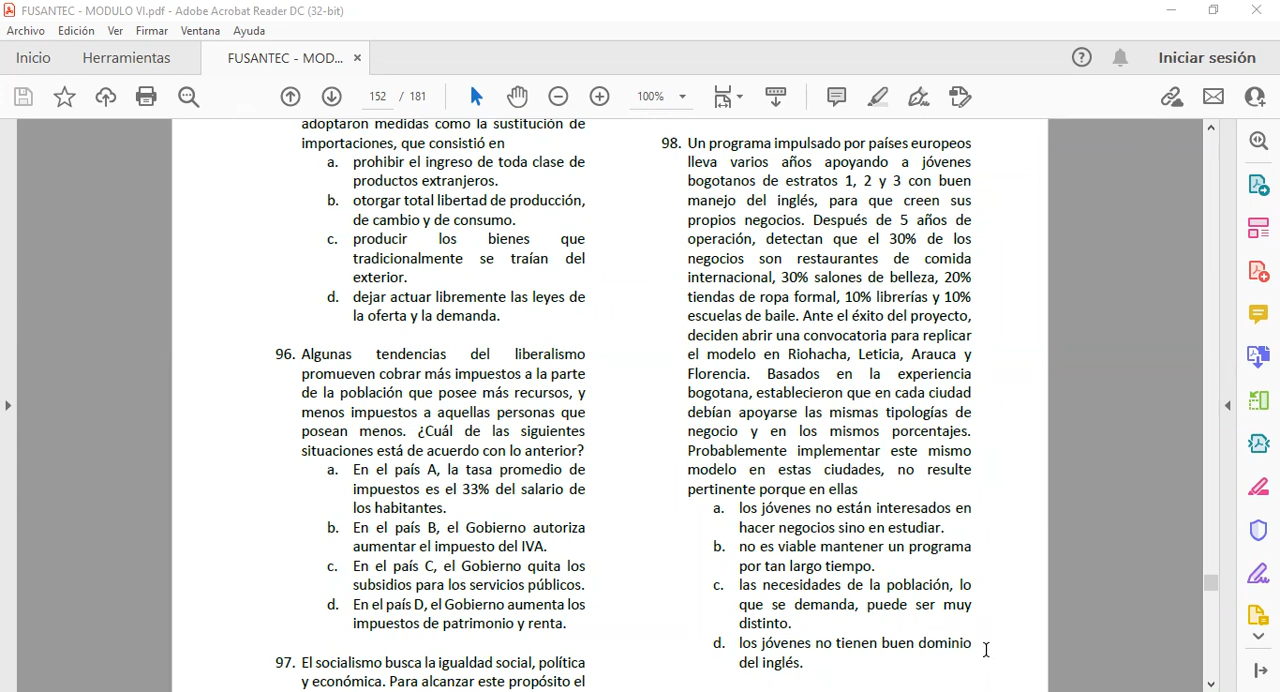 FUSANTEC - MODULO VI.pdf - Adobe Acrobat Reader DC (32-bit)
Archivo Edición Ver Firmar Ventana Ayuda
Inicio Herramientas FUSANTEC - MOD... × Iniciar sesión
152 / 181 100%
adoptaron medidas como la sustitución de
importaciones, que consistió en
a. prohibir el ingreso de toda clase de
productos extranjeros.
b. otorgar total libertad de producción,
de cambio y de consumo.
c. producir los bienes que
tradicionalmente se traían del
exterior.
d. dejar actuar libremente las leyes de
la oferta y la demanda.
96. Algunas tendencias del liberalismo
promueven cobrar más impuestos a la parte
de la población que posee más recursos, y
menos impuestos a aquellas personas que
posean menos. ¿Cuál de las siguientes
situaciones está de acuerdo con lo anterior?
a. En el país A, la tasa promedio de
impuestos es el 33% del salario de
los habitantes.
b. En el país B, el Gobierno autoriza
aumentar el impuesto del IVA.
c. En el país C, el Gobierno quita los
subsidios para los servicios públicos.
d. En el país D, el Gobierno aumenta los
impuestos de patrimonio y renta.
97. El socialismo busca la igualdad social, política
y económica. Para alcanzar este propósito el
98. Un programa impulsado por países europeos
lleva varios años apoyando a jóvenes
bogotanos de estratos 1, 2 y 3 con buen
manejo del inglés, para que creen sus
propios negocios. Después de 5 años de
operación, detectan que el 30% de los
negocios son restaurantes de comida
internacional, 30% salones de belleza, 20%
tiendas de ropa formal, 10% librerías y 10%
escuelas de baile. Ante el éxito del proyecto,
deciden abrir una convocatoria para replicar
el modelo en Riohacha, Leticia, Arauca y
Florencia. Basados en la experiencia
bogotana, establecieron que en cada ciudad
debían apoyarse las mismas tipologías de
negocio y en los mismos porcentajes.
Probablemente implementar este mismo
modelo en estas ciudades, no resulte
pertinente porque en ellas
a. los jóvenes no están interesados en
hacer negocios sino en estudiar.
b. no es viable mantener un programa
por tan largo tiempo.
c. las necesidades de la población, lo
que se demanda, puede ser muy
distinto.
d. los jóvenes no tienen buen dominio
del inglés.